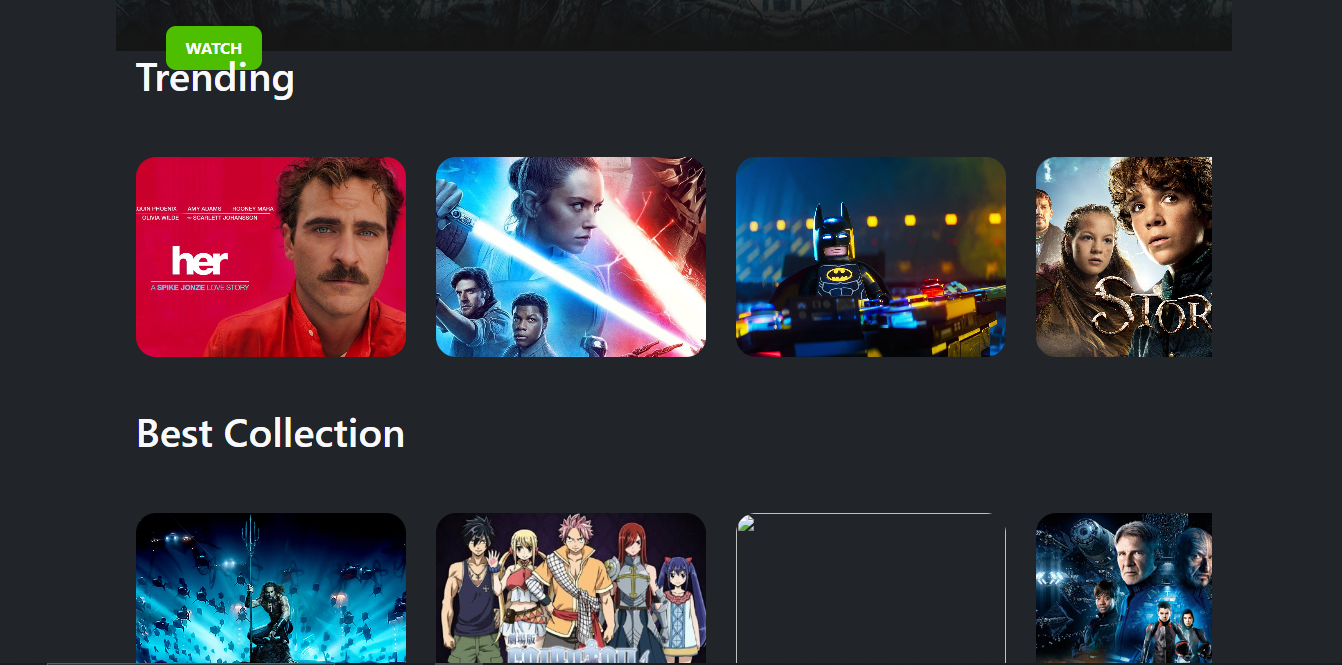 WATCH
Trending
QUIN PHOENIX AMY ADAMS ROONEY MARA
OLIVIA WILDE SCARLETT JOHANSSON
her
A SPIKE JONZE LOVE STORY
STOR
Best Collection